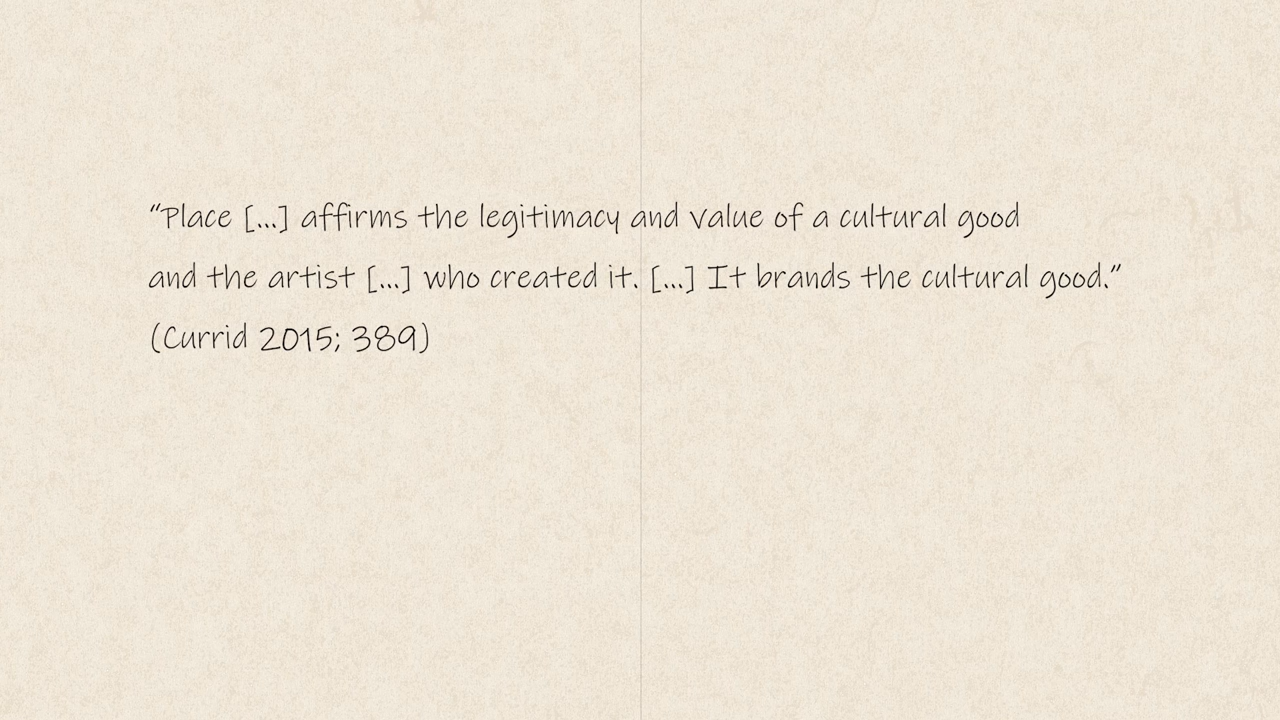 “Place [...] affirms the legitimacy and value of a cultural good
and the artist [...] who created it. [...] It brands the cultural good.”
(Currid 2015; 389)